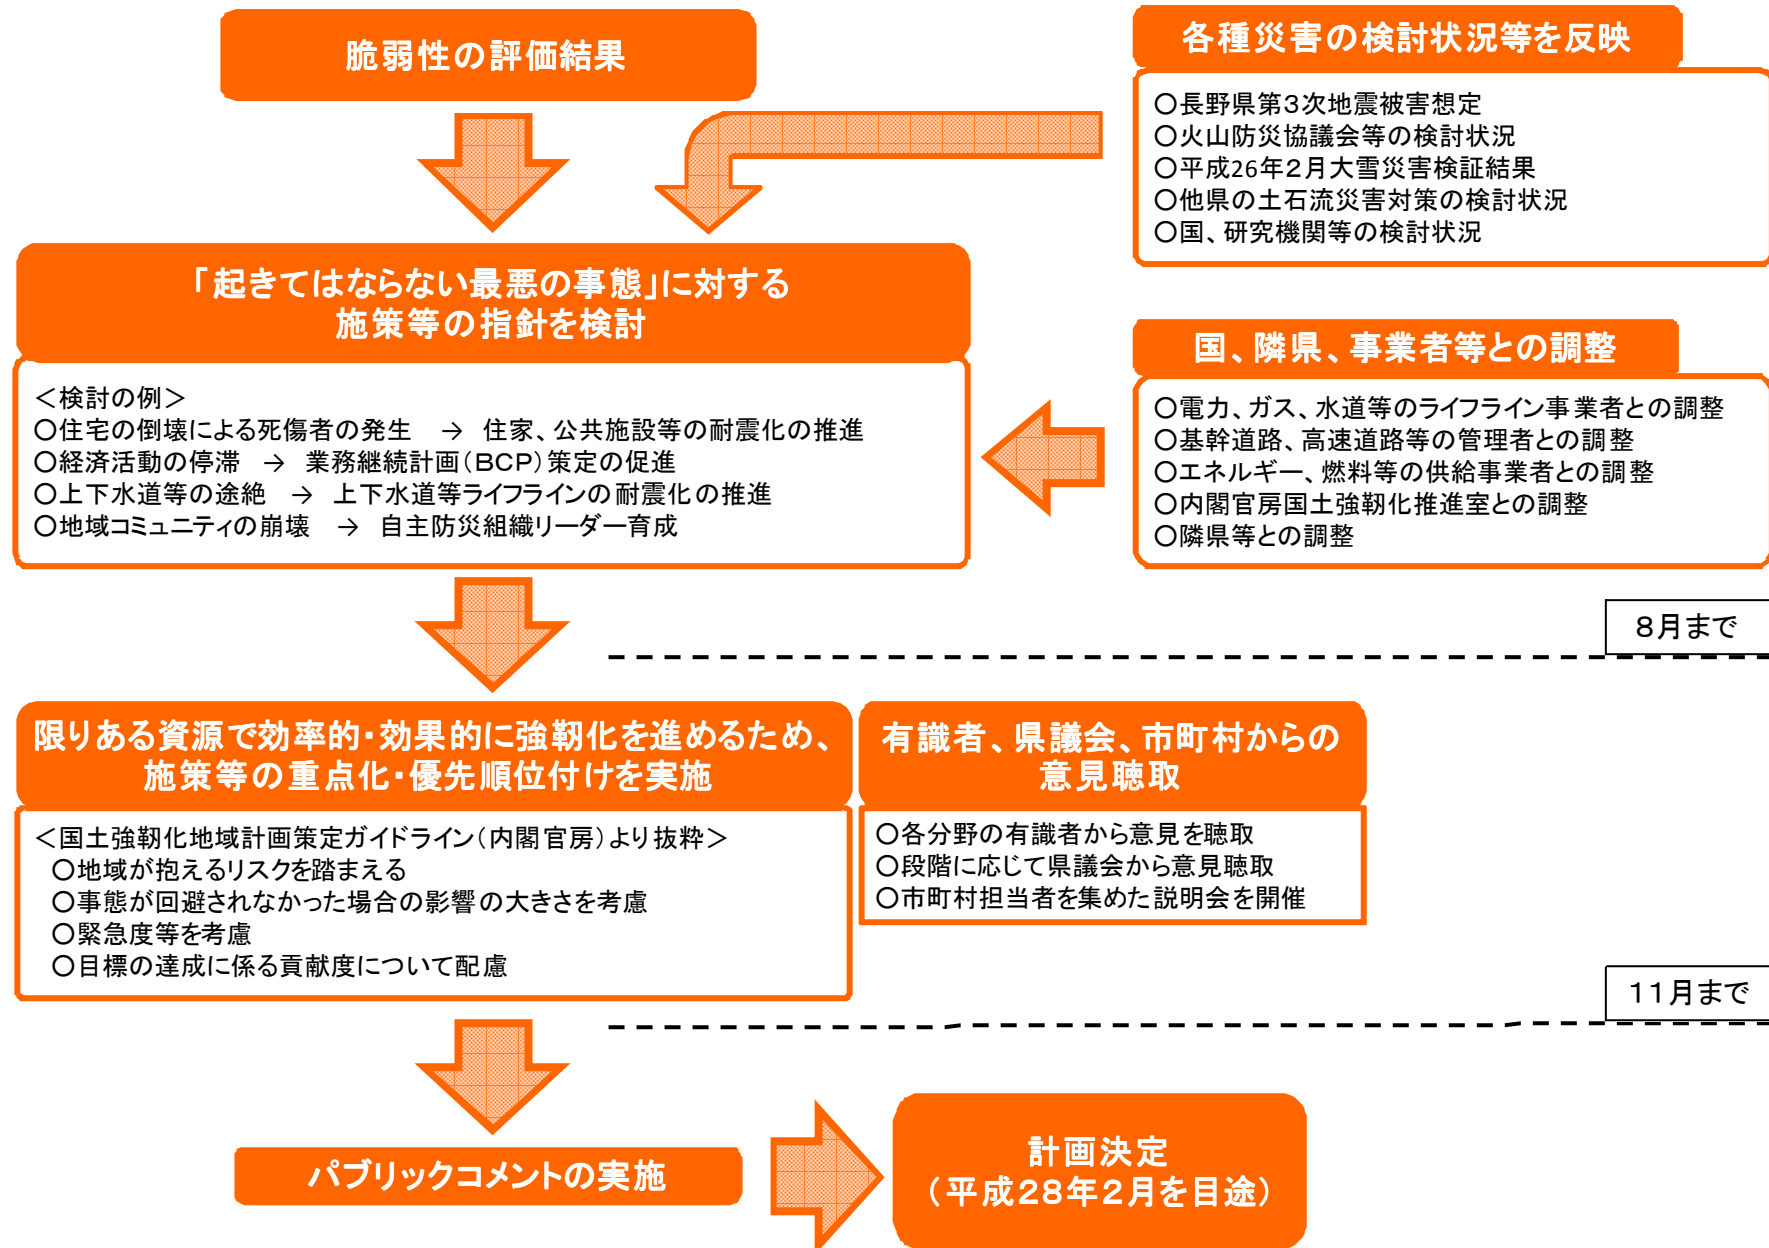 脆弱性の評価結果
各種災害の検討状況等を反映
○長野県第3次地震被害想定
○火山防災協議会等の検討状況
○平成26年2月大雪災害検証結果
○他県の土石流災害対策の検討状況
○国、研究機関等の検討状況
「起きてはならない最悪の事態」に対する
施策等の指針を検討
＜検討の例＞
○住宅の倒壊による死傷者の発生　→　住家、公共施設等の耐震化の推進
○経済活動の停滞　→　業務継続計画（BCP）策定の促進
○上下水道等の途絶　→　上下水道等ライフラインの耐震化の推進
○地域コミュニティの崩壊　→　自主防災組織リーダー育成
国、隣県、事業者等との調整
○電力、ガス、水道等のライフライン事業者との調整
○基幹道路、高速道路等の管理者との調整
○エネルギー、燃料等の供給事業者との調整
○内閣官房国土強靭化推進室との調整
○隣県等との調整
8月まで
限りある資源で効率的・効果的に強靭化を進めるため、
施策等の重点化・優先順位付けを実施
＜国土強靭化地域計画策定ガイドライン（内閣官房）より抜粋＞
○地域が抱えるリスクを踏まえる
○事態が回避されなかった場合の影響の大きさを考慮
○緊急度等を考慮
○目標の達成に係る貢献度について配慮
有識者、県議会、市町村からの
意見聴取
○各分野の有識者から意見を聴取
○段階に応じて県議会から意見聴取
○市町村担当者を集めた説明会を開催
11月まで
パブリックコメントの実施
計画決定
（平成28年2月を目途）